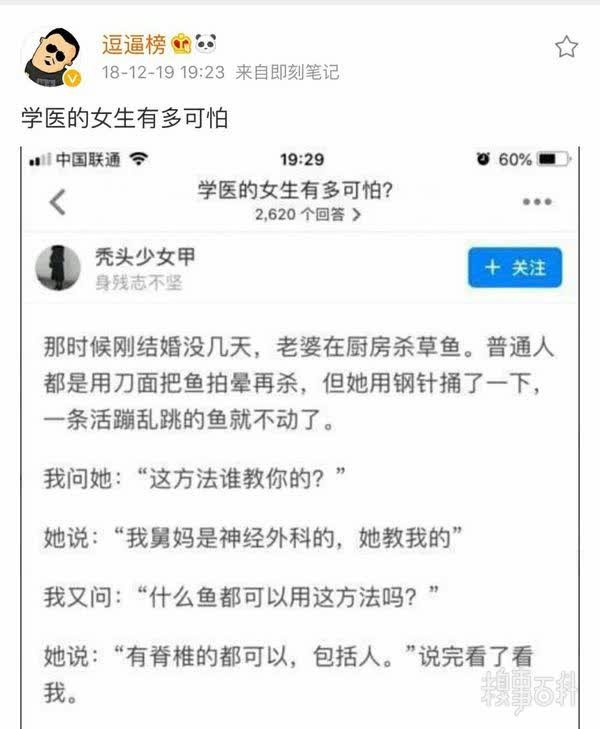 逗逼榜
18-12-19 19:23 来自即刻笔记
学医的女生有多可怕
中国联通 19:29 60%
学医的女生有多可怕?
2,620 个回答
秃头少女甲
身残志不坚
+ 关注
那时候刚结婚没几天，老婆在厨房杀草鱼。普通人
都是用刀面把鱼拍晕再杀，但她用钢针捅了一下，
一条活蹦乱跳的鱼就不动了。
我问她：“这方法谁教你的？”
她说：“我舅妈是神经外科的，她教我的”
我又问：“什么鱼都可以用这方法吗？”
她说：“有脊椎的都可以，包括人。”说完看了看
我。
糗事百科